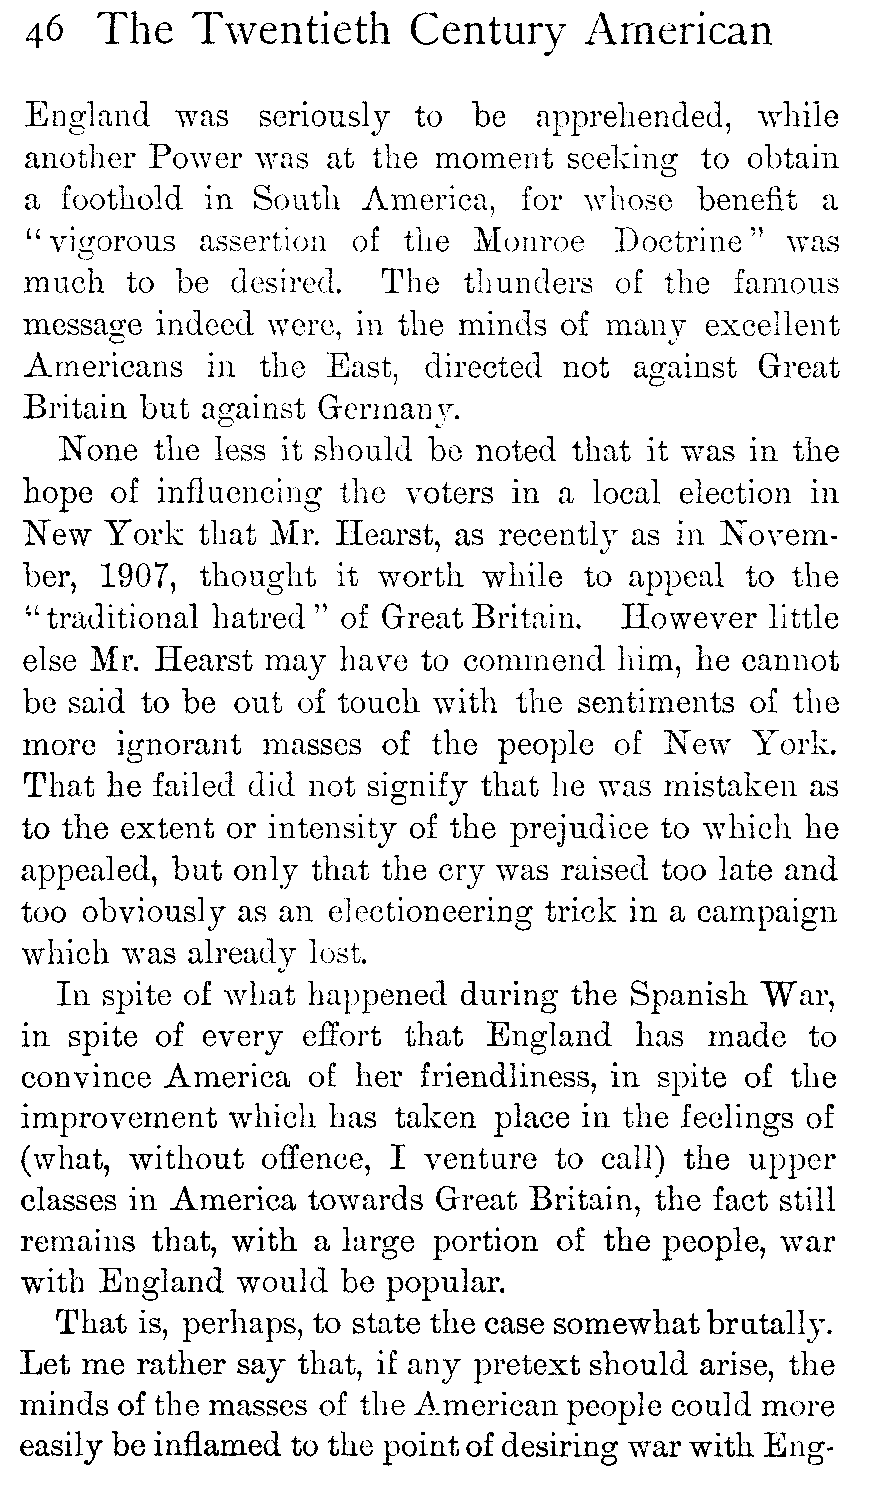 46 The Twentieth Century American
England was seriously to be apprehended, while
another Power was at the moment seeking to obtain
a foothold in South America, for whose benefit a
“vigorous assertion of the Monroe Doctrine” was
much to be desired. The thunders of the famous
message indeed were, in the minds of many excellent
Americans in the East, directed not against Great
Britain but against Germany.
None the less it should be noted that it was in the
hope of influencing the voters in a local election in
New York that Mr. Hearst, as recently as in Novem-
ber, 1907, thought it worth while to appeal to the
“traditional hatred” of Great Britain. However little
else Mr. Hearst may have to commend him, he cannot
be said to be out of touch with the sentiments of the
more ignorant masses of the people of New York.
That he failed did not signify that he was mistaken as
to the extent or intensity of the prejudice to which he
appealed, but only that the cry was raised too late and
too obviously as an electioneering trick in a campaign
which was already lost.
In spite of what happened during the Spanish War,
in spite of every effort that England has made to
convince America of her friendliness, in spite of the
improvement which has taken place in the feelings of
(what, without offence, I venture to call) the upper
classes in America towards Great Britain, the fact still
remains that, with a large portion of the people, war
with England would be popular.
That is, perhaps, to state the case somewhat brutally.
Let me rather say that, if any pretext should arise, the
minds of the masses of the American people could more
easily be inflamed to the point of desiring war with Eng-